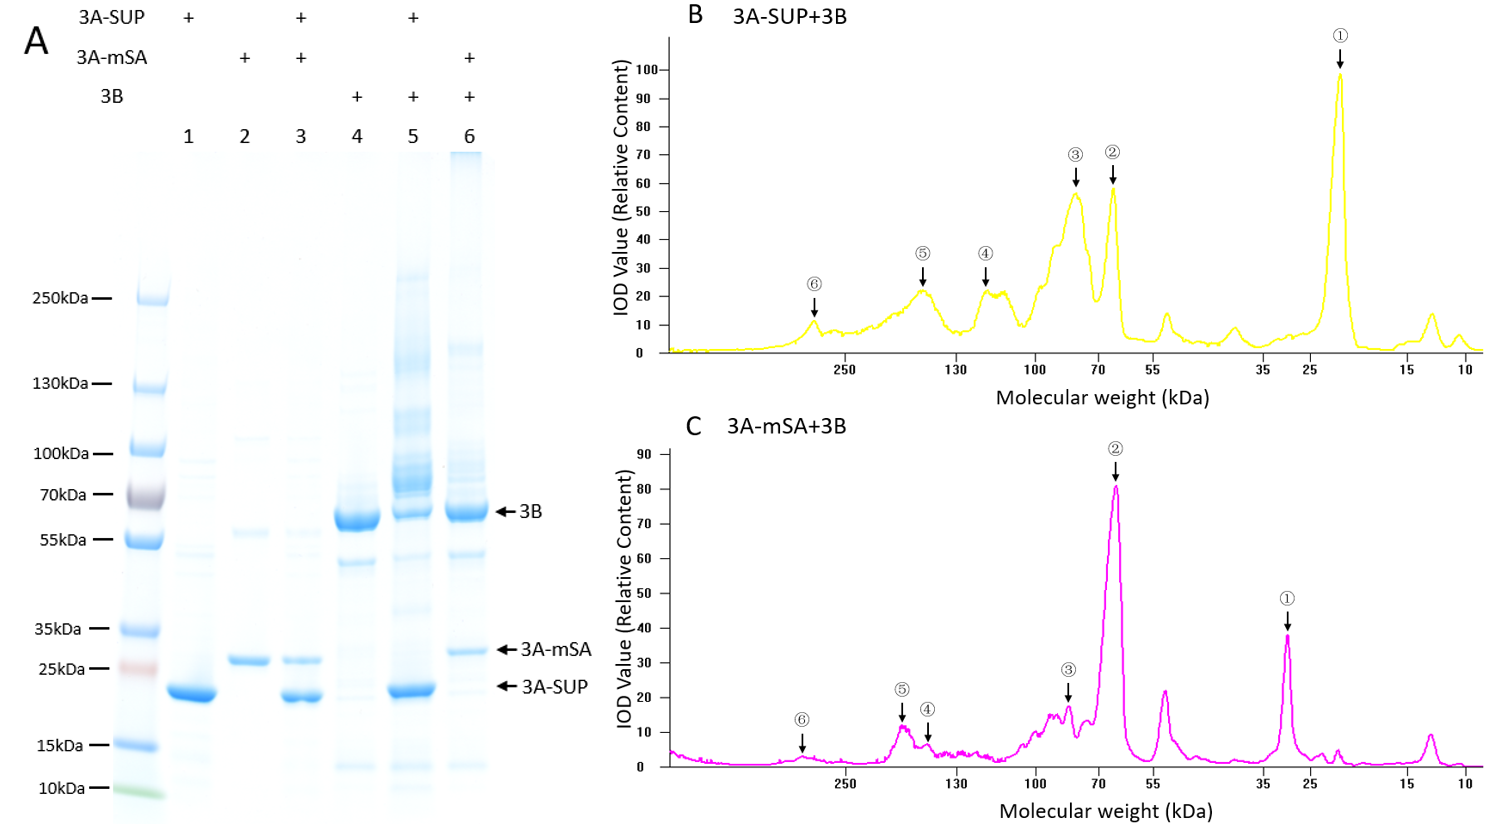 A
3A-SUP + + +
3A-mSA + + +
3B + + +
1 2 3 4 5 6
250kDa
130kDa
100kDa
70kDa
55kDa
35kDa
25kDa
15kDa
10kDa
3B
3A-mSA
3A-SUP
B 3A-SUP+3B
IOD Value (Relative Content)
100
90
80
70
60
50
40
30
20
10
0
⑥ ⑤ ④ ③ ② ①
250 130 100 70 55 35 25 15 10
Molecular weight (kDa)
C 3A-mSA+3B
IOD Value (Relative Content)
90
80
70
60
50
40
30
20
10
0
⑥ ⑤ ④ ③ ② ①
250 130 100 70 55 35 25 15 10
Molecular weight (kDa)